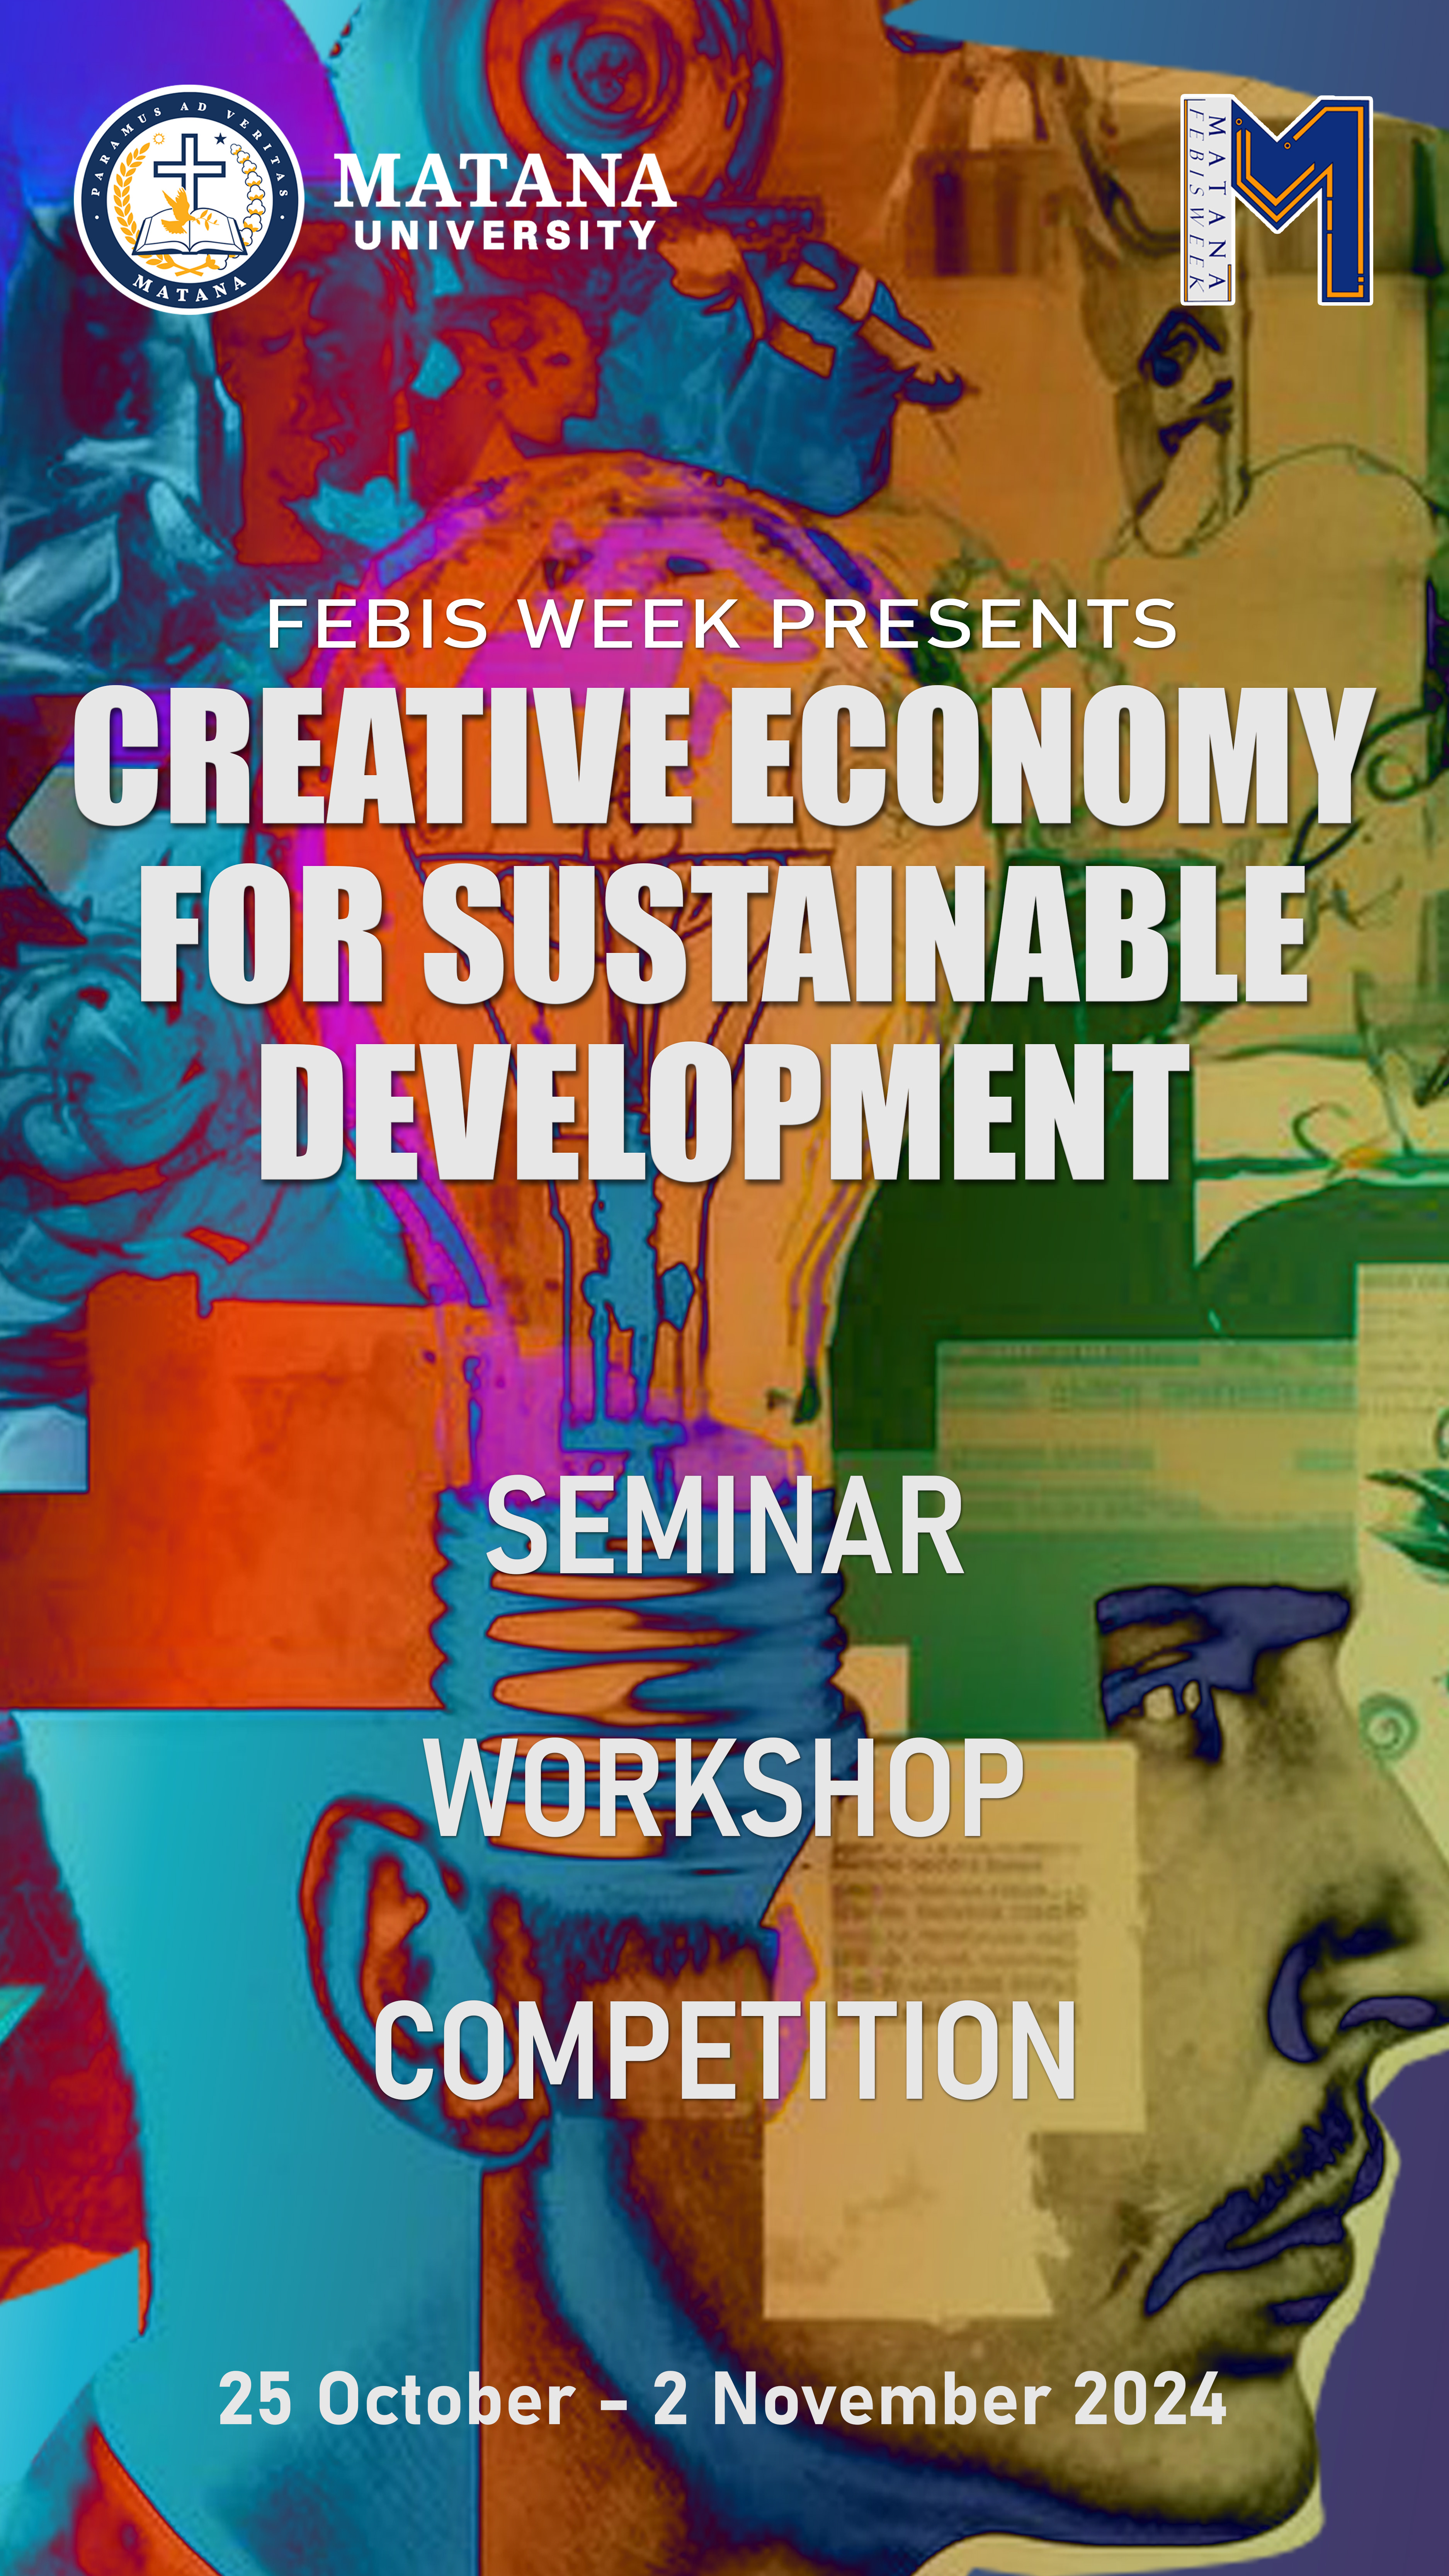 PARAMUS AD VERITAS
MATANA
MATANA
UNIVERSITY
MATANA
FEBIS WEEK
FEBIS WEEK PRESENTS
CREATIVE ECONOMY
FOR SUSTAINABLE
DEVELOPMENT
SEMINAR
WORKSHOP
COMPETITION
25 October - 2 November 2024